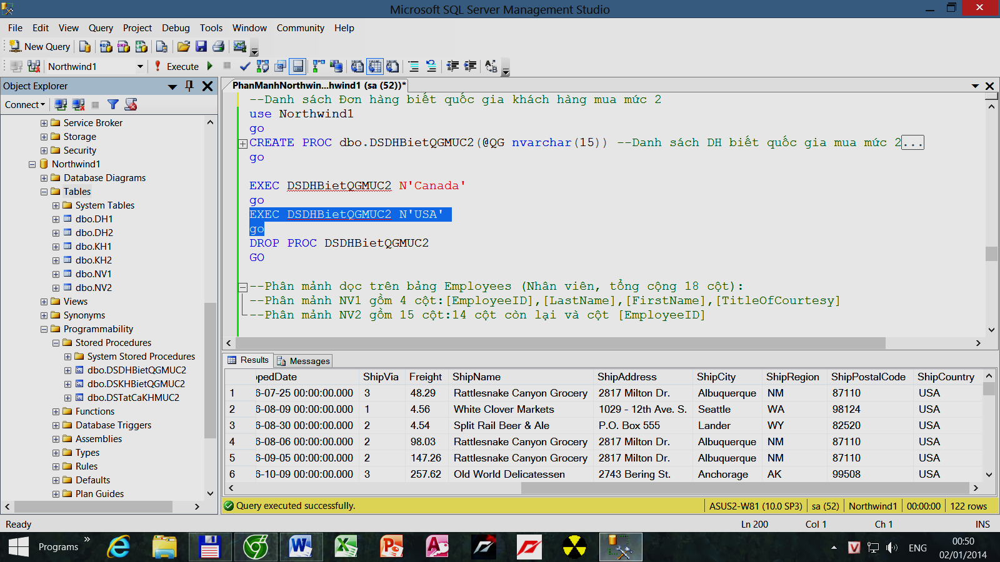 Microsoft SQL Server Management Studio
File Edit View Query Project Debug Tools Window Community Help
New Query
Northwind1 Execute
Object Explorer
Connect
Service Broker
Storage
Security
Northwind1
Database Diagrams
Tables
System Tables
dbo.DH1
dbo.DH2
dbo.KH1
dbo.KH2
dbo.NV1
dbo.NV2
Views
Synonyms
Programmability
Stored Procedures
System Stored Procedures
dbo.DSDHBietQGMUC2
dbo.DSKHBietQGMUC2
dbo.DSTatCaKHMUC2
Functions
Database Triggers
Assemblies
Types
Rules
Defaults
Plan Guides
PhanManhNorthwin...hwind1 (sa (52))*
--Danh sách Đơn hàng biết quốc gia khách hàng mua mức 2
use Northwind1
go
CREATE PROC dbo.DSDHBietQGMUC2(@QG nvarchar(15)) --Danh sách DH biết quốc gia mua mức 2...
go
EXEC DSDHBietQGMUC2 N'Canada'
go
EXEC DSDHBietQGMUC2 N'USA'
go
DROP PROC DSDHBietQGMUC2
GO
--Phân mảnh dọc trên bảng Employees (Nhân viên, tổng cộng 18 cột):
--Phân mảnh NV1 gồm 4 cột:[EmployeeID],[LastName],[FirstName],[TitleOfCourtesy]
--Phân mảnh NV2 gồm 15 cột:14 cột còn lại và cột [EmployeeID]
Results Messages
pedDate ShipVia Freight ShipName ShipAddress ShipCity ShipRegion ShipPostalCode ShipCountry
1 6-07-25 00:00:00.000 3 48.29 Rattlesnake Canyon Grocery 2817 Milton Dr. Albuquerque NM 87110 USA
2 6-08-09 00:00:00.000 1 4.56 White Clover Markets 1029 - 12th Ave. S. Seattle WA 98124 USA
3 6-08-30 00:00:00.000 2 4.54 Split Rail Beer & Ale P.O. Box 555 Lander WY 82520 USA
4 6-08-06 00:00:00.000 2 98.03 Rattlesnake Canyon Grocery 2817 Milton Dr. Albuquerque NM 87110 USA
5 6-09-05 00:00:00.000 2 147.26 Rattlesnake Canyon Grocery 2817 Milton Dr. Albuquerque NM 87110 USA
6 6-10-09 00:00:00.000 3 257.62 Old World Delicatessen 2743 Bering St. Anchorage AK 99508 USA
Query executed successfully. ASUS2-W81 (10.0 SP3) sa (52) Northwind1 00:00:00 122 rows
Ready Ln 200 Col 1 Ch 1 INS
Programs » ENG 00:50
02/01/2014